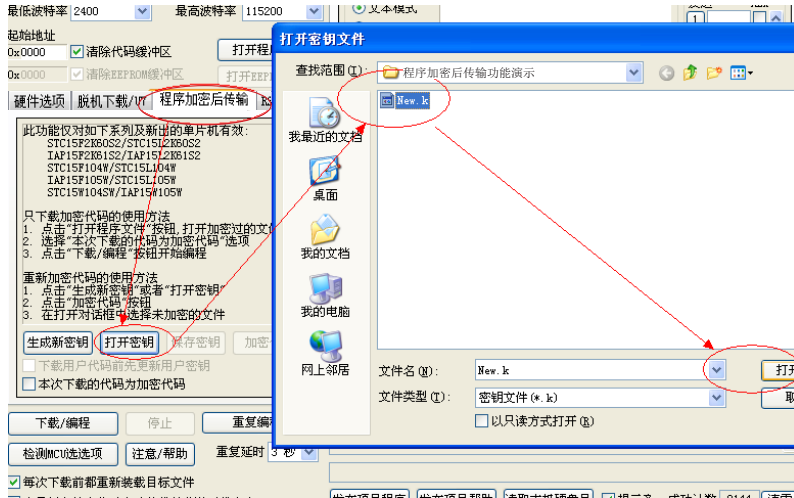 最低波特率 2400 最高波特率 115200
文本模式
起始地址
0x0000 清除代码缓冲区 打开程
0x0000 清除EEPROM缓冲区 打开EEP
硬件选项 脱机下载/U7 程序加密后传输
此功能仅对如下系列及新出的单片机有效:
STC15F2K60S2/STC15L2K60S2
IAP15F2K61S2/IAP15L2K61S2
STC15F104W/STC15L104W
IAP15F105W/STC15L105W
STC15W104SW/IAP15W105W
只下载加密代码的使用方法
1. 点击"打开程序文件"按钮,打开加密过的文
2. 选择"本次下载的代码为加密代码"选项
3. 点击"下载/编程"按钮开始编程
重新加密代码的使用方法
1. 点击"生成新密钥"或者"打开密钥"
2. 点击"加密代码"按钮
3. 在打开对话框中选择未加密的文件
生成新密钥 打开密钥 保存密钥 加密
下载用户代码前先更新用户密钥
本次下载的代码为加密代码
下载/编程 停止 重复编
检测MCU选选项 注意/帮助 重复延时 3 秒
每次下载前都重新装载目标文件
打开密钥文件
查找范围(I): 程序加密后传输功能演示
New.k
我最近的文档
桌面
我的文档
我的电脑
网上邻居
文件名(N): New.k 打开
文件类型(T): 密钥文件(*.k) 取
以只读方式打开(R)